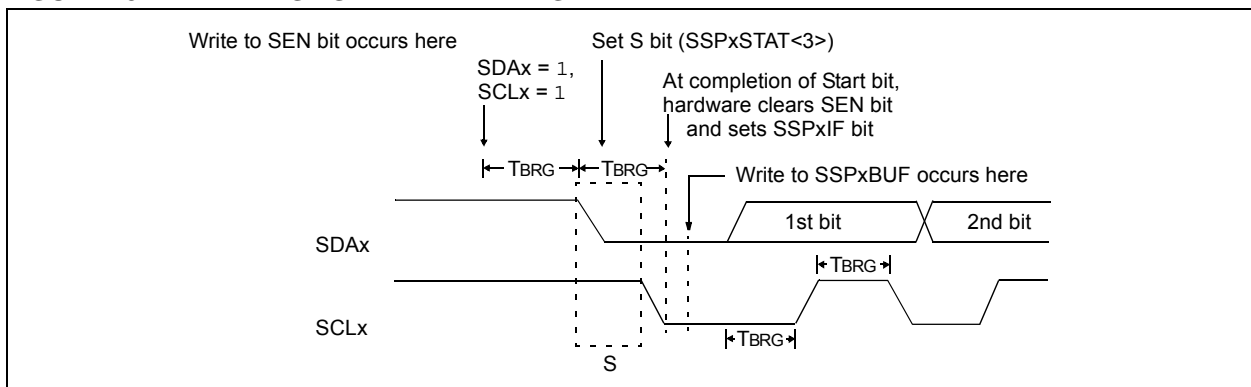 Write to SEN bit occurs here
Set S bit (SSPxSTAT<3>)
SDAx = 1,
SCLx = 1
At completion of Start bit,
hardware clears SEN bit
and sets SSPxIF bit
TBRG
TBRG
Write to SSPxBUF occurs here
SDAx
1st bit
2nd bit
TBRG
SCLx
TBRG
S